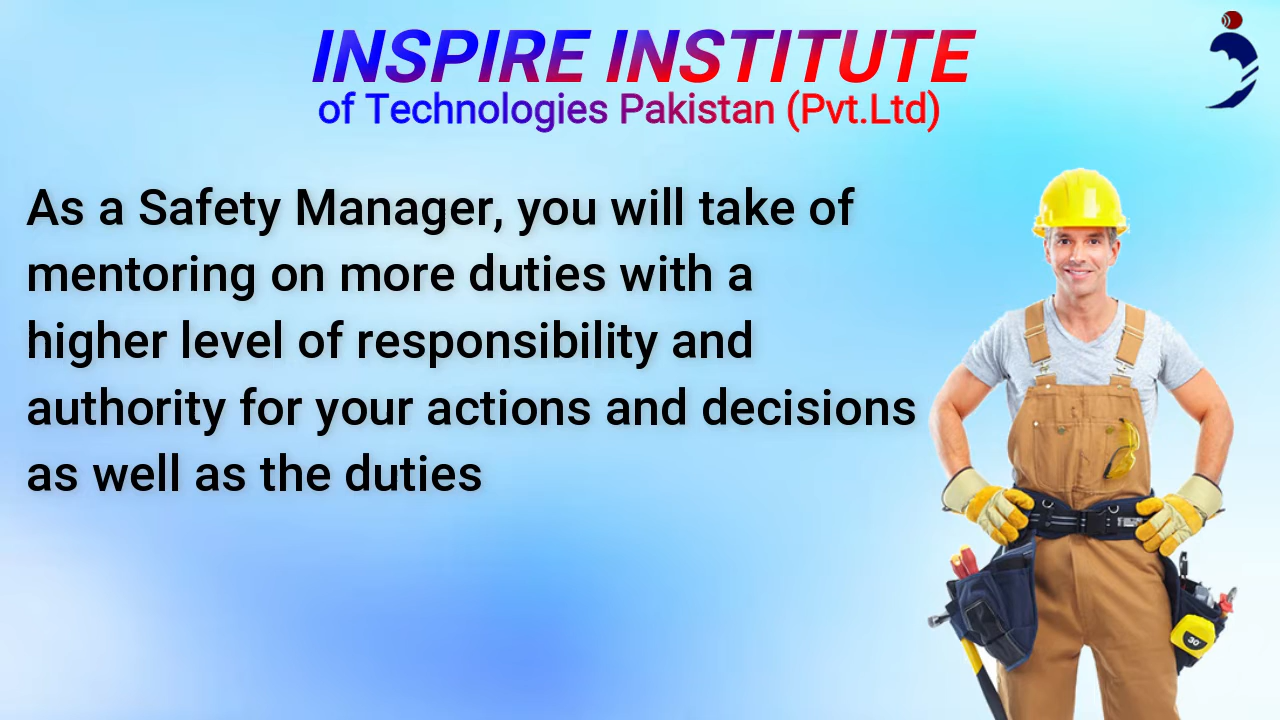 INSPIRE INSTITUTE
of Technologies Pakistan (Pvt.Ltd)
As a Safety Manager, you will take of
mentoring on more duties with a
higher level of responsibility and
authority for your actions and decisions
as well as the duties
30'